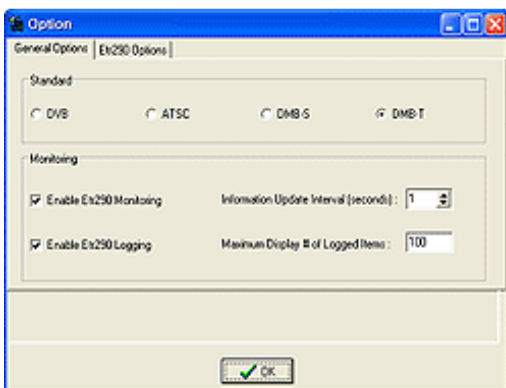 Option
General Options Etr290 Options
Standard
DVB ATSC DMB-S DMB-T
Monitoring
Enable Etr290 Monitoring Information Update Interval (seconds) : 1
Enable Etr290 Logging Maximum Display # of Logged Items : 100
OK